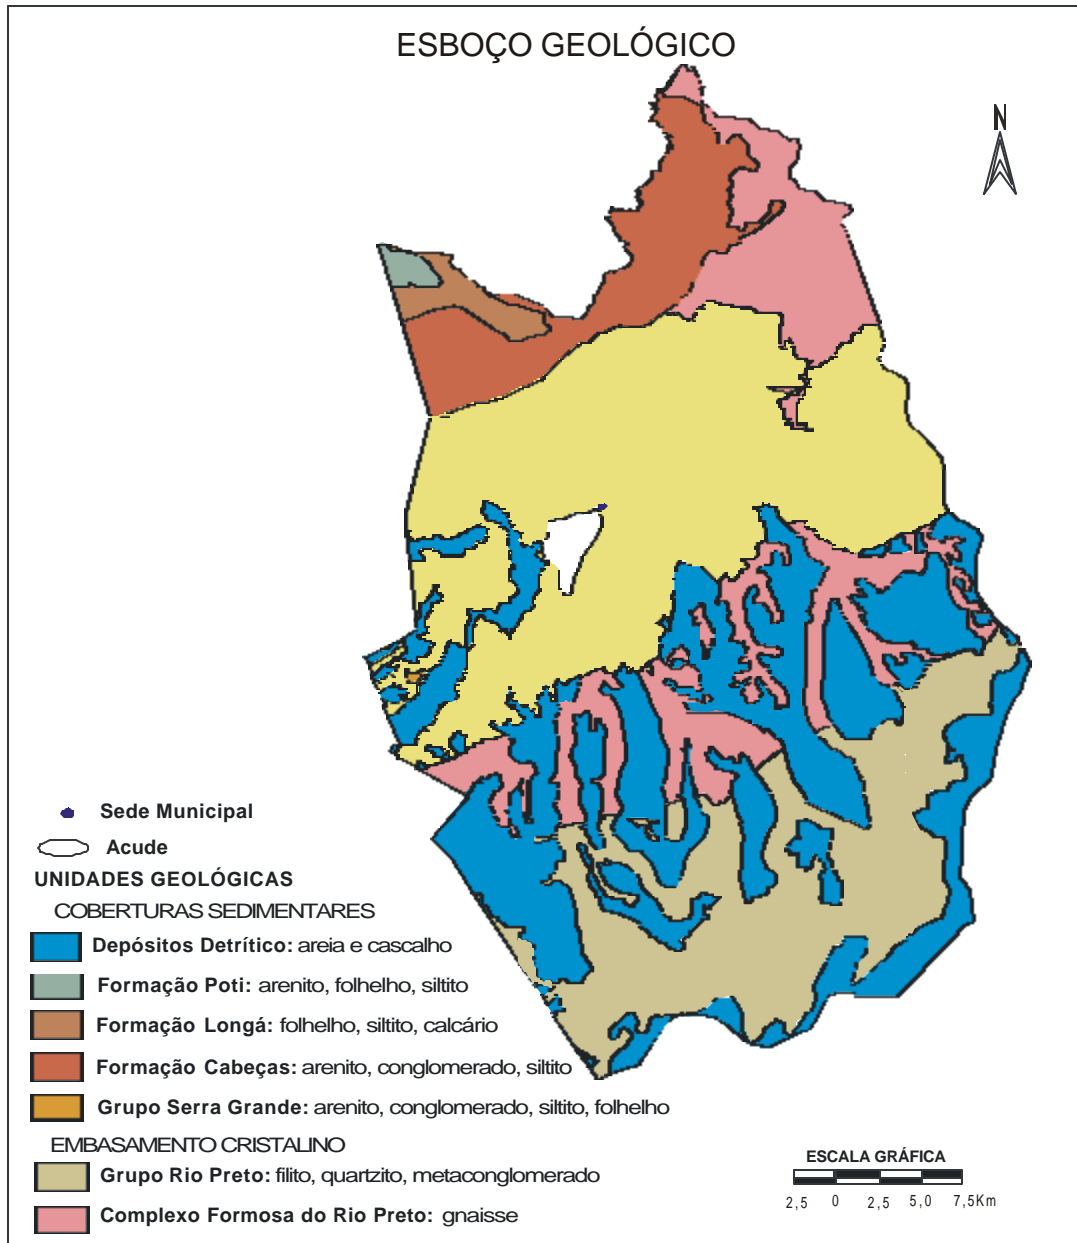 ESBOÇO GEOLÓGICO
N
Sede Municipal
Acude
UNIDADES GEOLÓGICAS
COBERTURAS SEDIMENTARES
Depósitos Detrítico: areia e cascalho
Formação Poti: arenito, folhelho, siltito
Formação Longá: folhelho, siltito, calcário
Formação Cabeças: arenito, conglomerado, siltito
Grupo Serra Grande: arenito, conglomerado, siltito, folhelho
EMBASAMENTO CRISTALINO
Grupo Rio Preto: filito, quartzito, metaconglomerado
Complexo Formosa do Rio Preto: gnaisse
ESCALA GRÁFICA
2,5 0 2,5 5,0 7,5Km